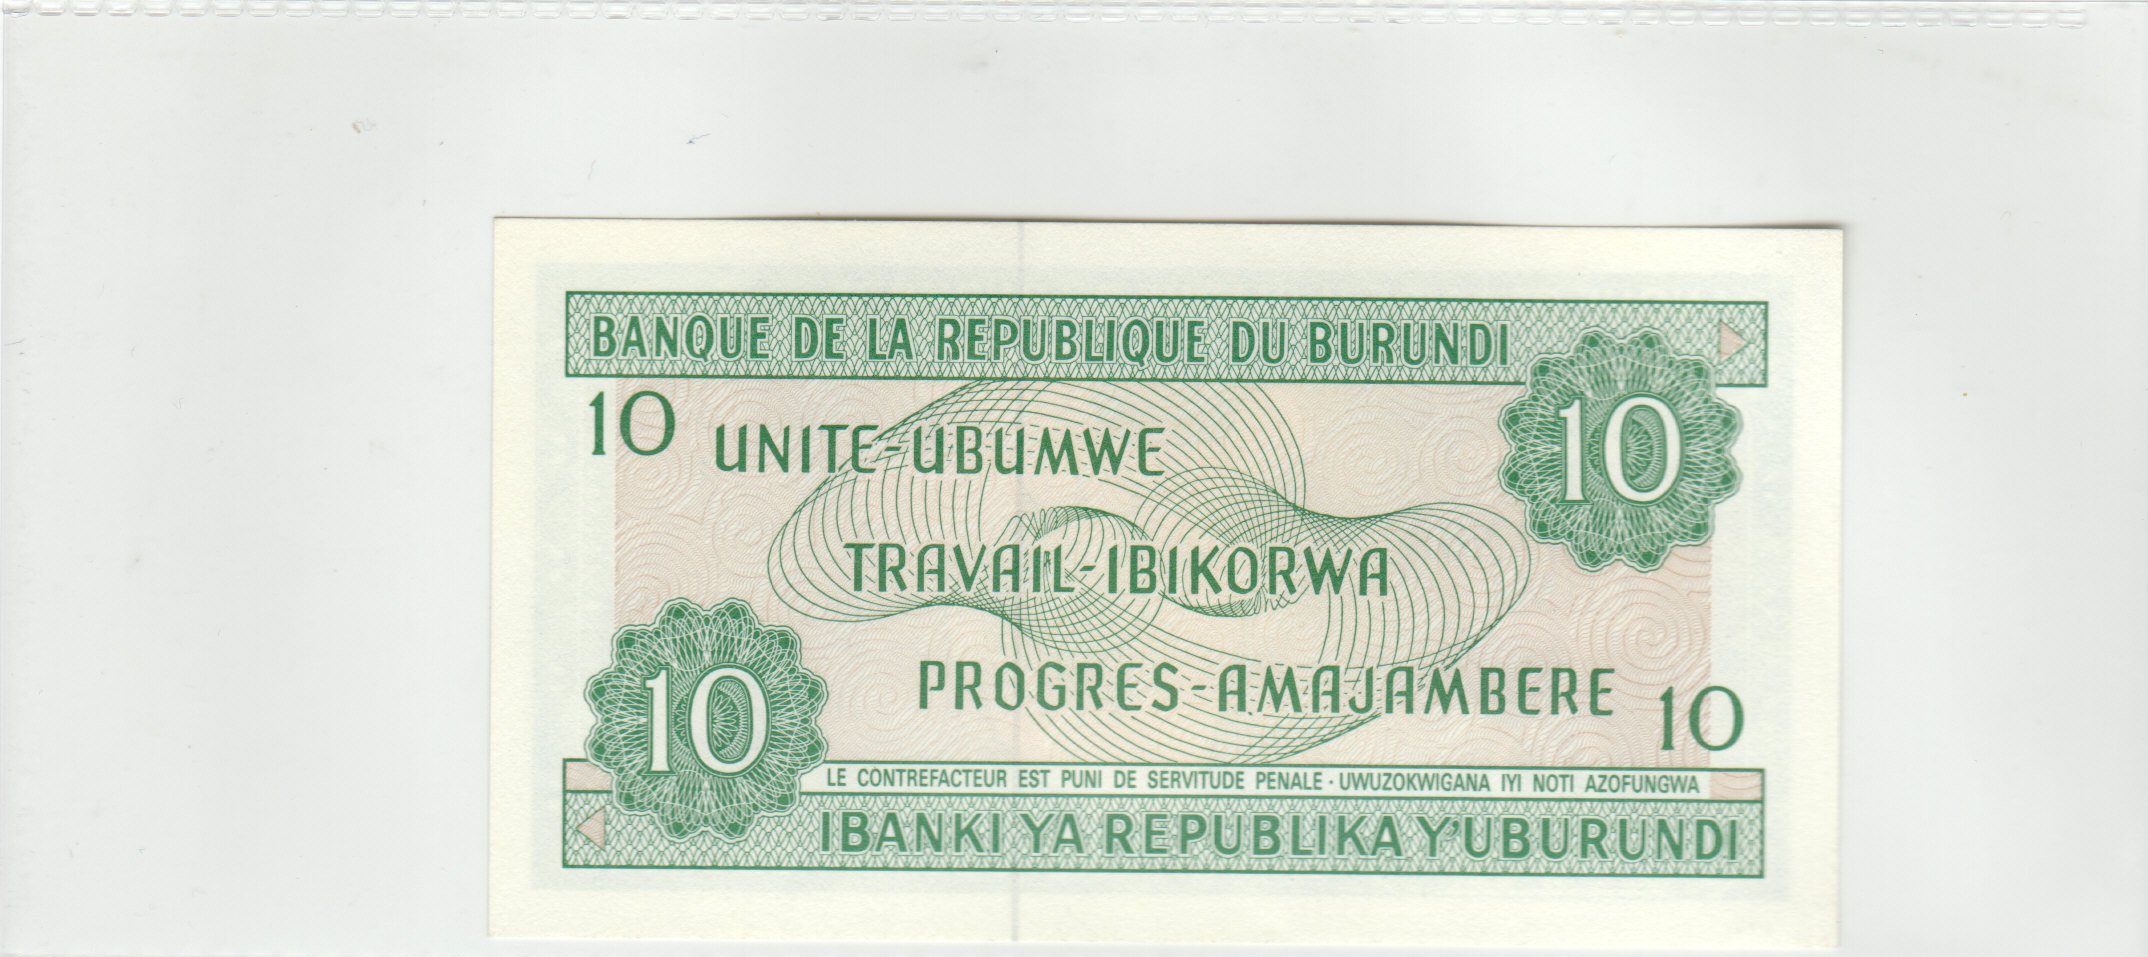 BANQUE DE LA REPUBLIQUE DU BURUNDI
10
10
UNITE-UBUMWE
TRAVAIL-IBIKORWA
PROGRES-AMAJAMBERE
10
10
LE CONTREFACTEUR EST PUNI DE SERVITUDE PENALE · UWUZOKWIGANA IYI NOTI AZOFUNGWA
IBANKI YA REPUBLIKA Y'UBURUNDI